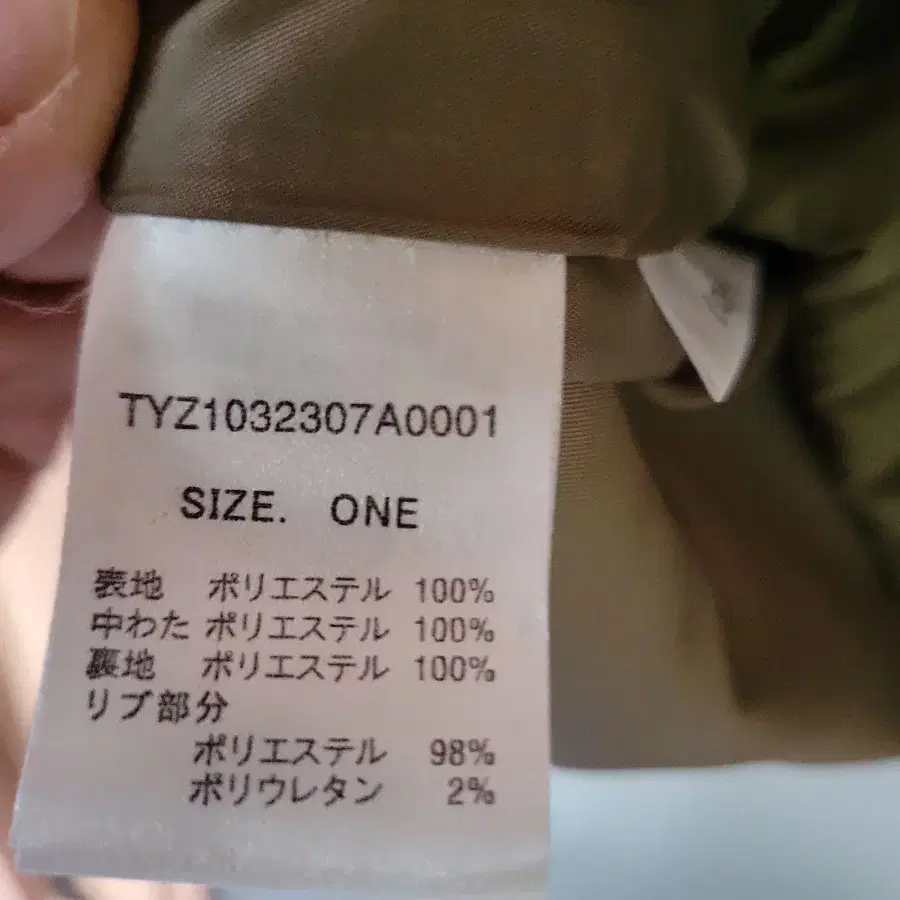 TYZ1032307A0001
SIZE. ONE
表地 ポリエステル 100%
中わた ポリエステル 100%
裏地 ポリエステル 100%
リブ部分
ポリエステル 98%
ポリウレタン 2%